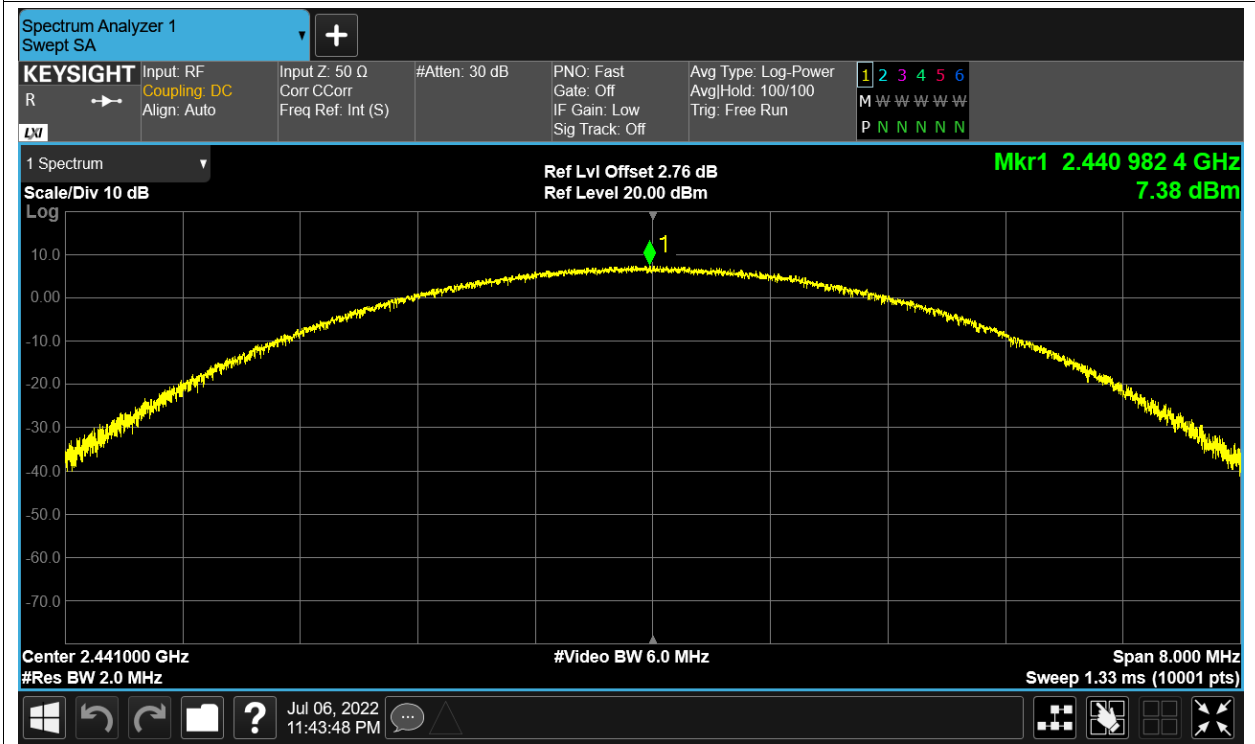 Spectrum Analyzer 1
Swept SA
+
KEYSIGHT
R
LXI
Input: RF
Coupling: DC
Align: Auto
Input Z: 50 Ω
Corr CCorr
Freq Ref: Int (S)
#Atten: 30 dB
PNO: Fast
Gate: Off
IF Gain: Low
Sig Track: Off
Avg Type: Log-Power
Avg|Hold: 100/100
Trig: Free Run
1 2 3 4 5 6
M W W W W W
P N N N N N
1 Spectrum
Scale/Div 10 dB
Log
Ref Lvl Offset 2.76 dB
Ref Level 20.00 dBm
Mkr1 2.440 982 4 GHz
7.38 dBm
1
10.0
0.00
-10.0
-20.0
-30.0
-40.0
-50.0
-60.0
-70.0
Center 2.441000 GHz
#Res BW 2.0 MHz
#Video BW 6.0 MHz
Span 8.000 MHz
Sweep 1.33 ms (10001 pts)
?
Jul 06, 2022
11:43:48 PM